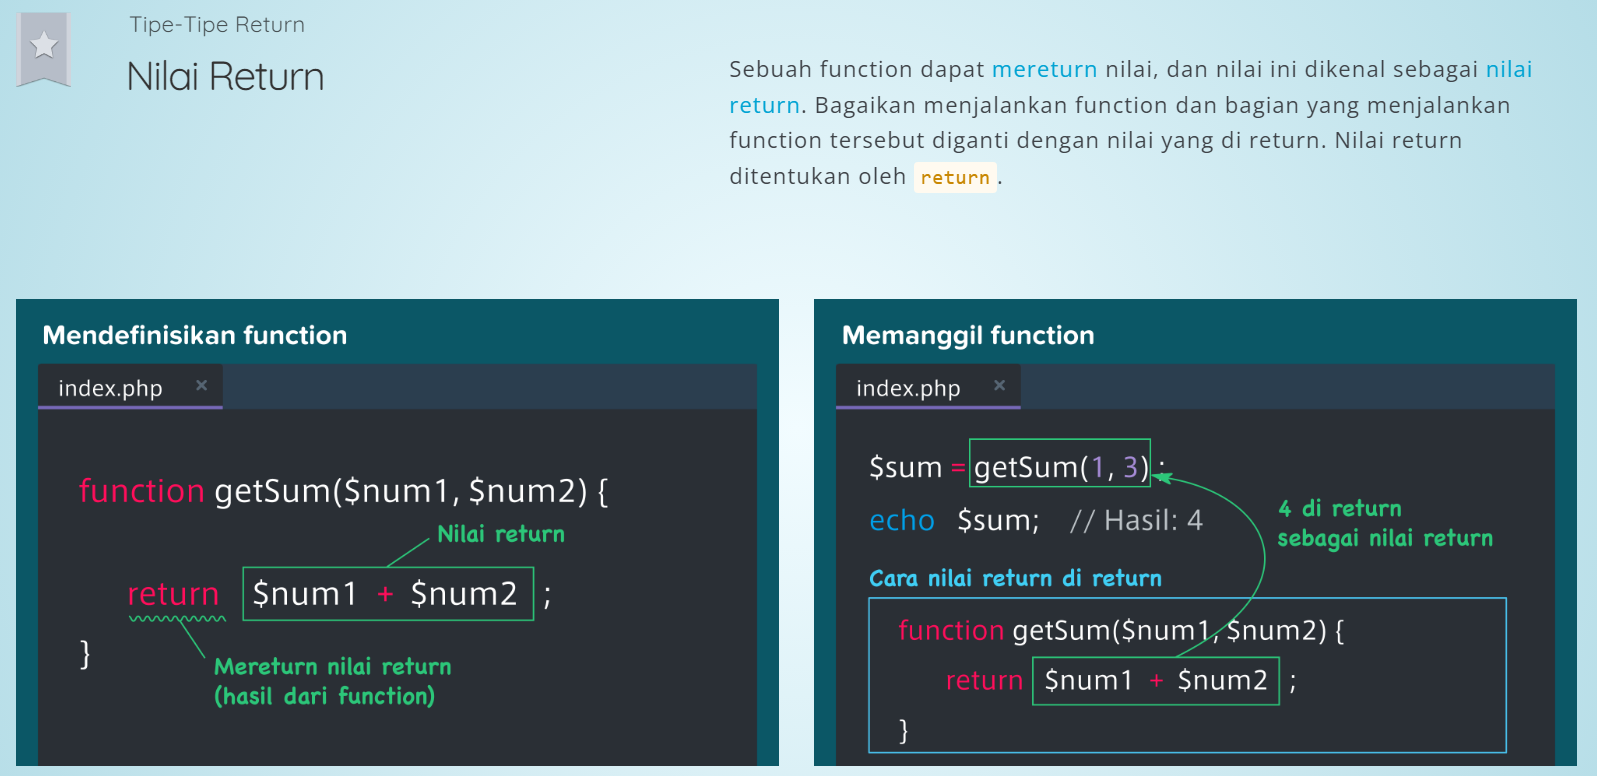 Tipe-Tipe Return
Nilai Return
Sebuah function dapat mereturn nilai, dan nilai ini dikenal sebagai nilai
return. Bagaikan menjalankan function dan bagian yang menjalankan
function tersebut diganti dengan nilai yang di return. Nilai return
ditentukan oleh return.
Mendefinisikan function
index.php ×
function getSum($num1, $num2) {
Nilai return
return $num1 + $num2 ;
}
Mereturn nilai return
(hasil dari function)
Memanggil function
index.php ×
$sum = getSum(1, 3) ;
echo $sum; // Hasil: 4
4 di return
sebagai nilai return
Cara nilai return di return
function getSum($num1, $num2) {
return $num1 + $num2 ;
}